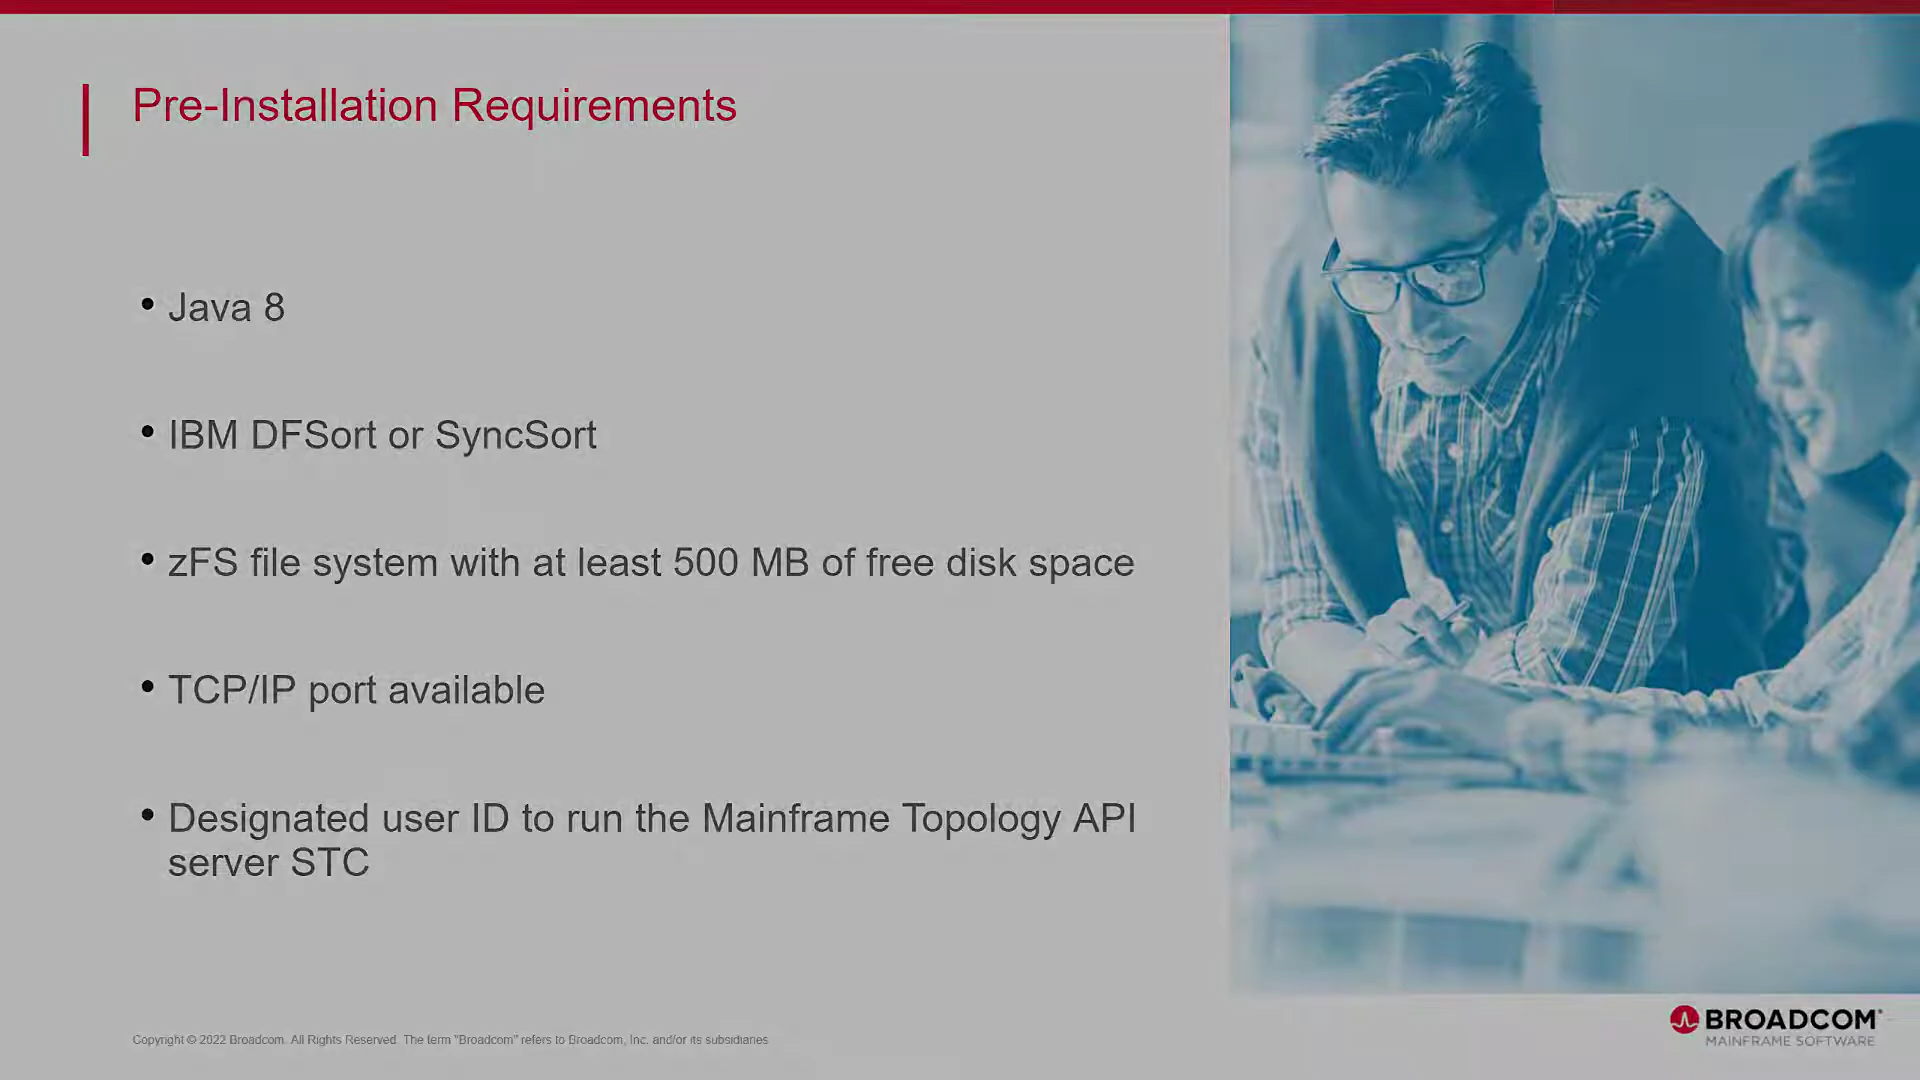 Pre-Installation Requirements
• Java 8
• IBM DFSort or SyncSort
• zFS file system with at least 500 MB of free disk space
• TCP/IP port available
• Designated user ID to run the Mainframe Topology API
server STC
Copyright © 2022 Broadcom. All Rights Reserved. The term "Broadcom" refers to Broadcom, Inc. and/or its subsidiaries.
BROADCOM
MAINFRAME SOFTWARE